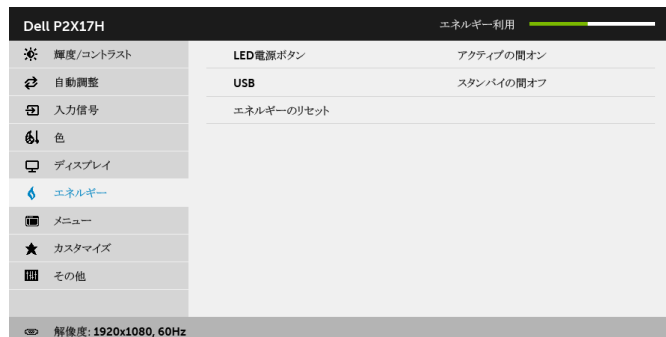 Dell P2X17H エネルギー利用
輝度/コントラスト LED電源ボタン アクティブの間オン
自動調整 USB スタンバイの間オフ
入力信号 エネルギーのリセット
色
ディスプレイ
エネルギー
メニュー
カスタマイズ
その他
解像度: 1920x1080, 60Hz